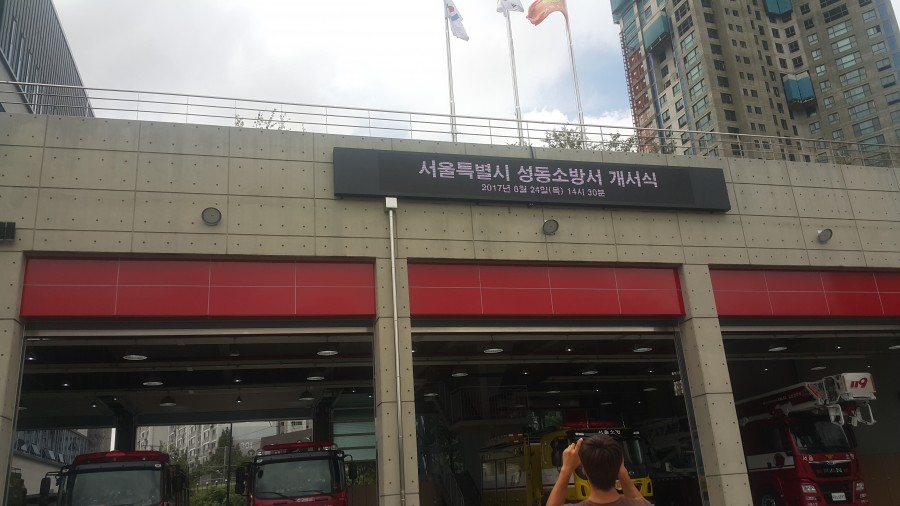 서울특별시 성동소방서 개서식
2017년 8월 24일(목) 14시 30분
119